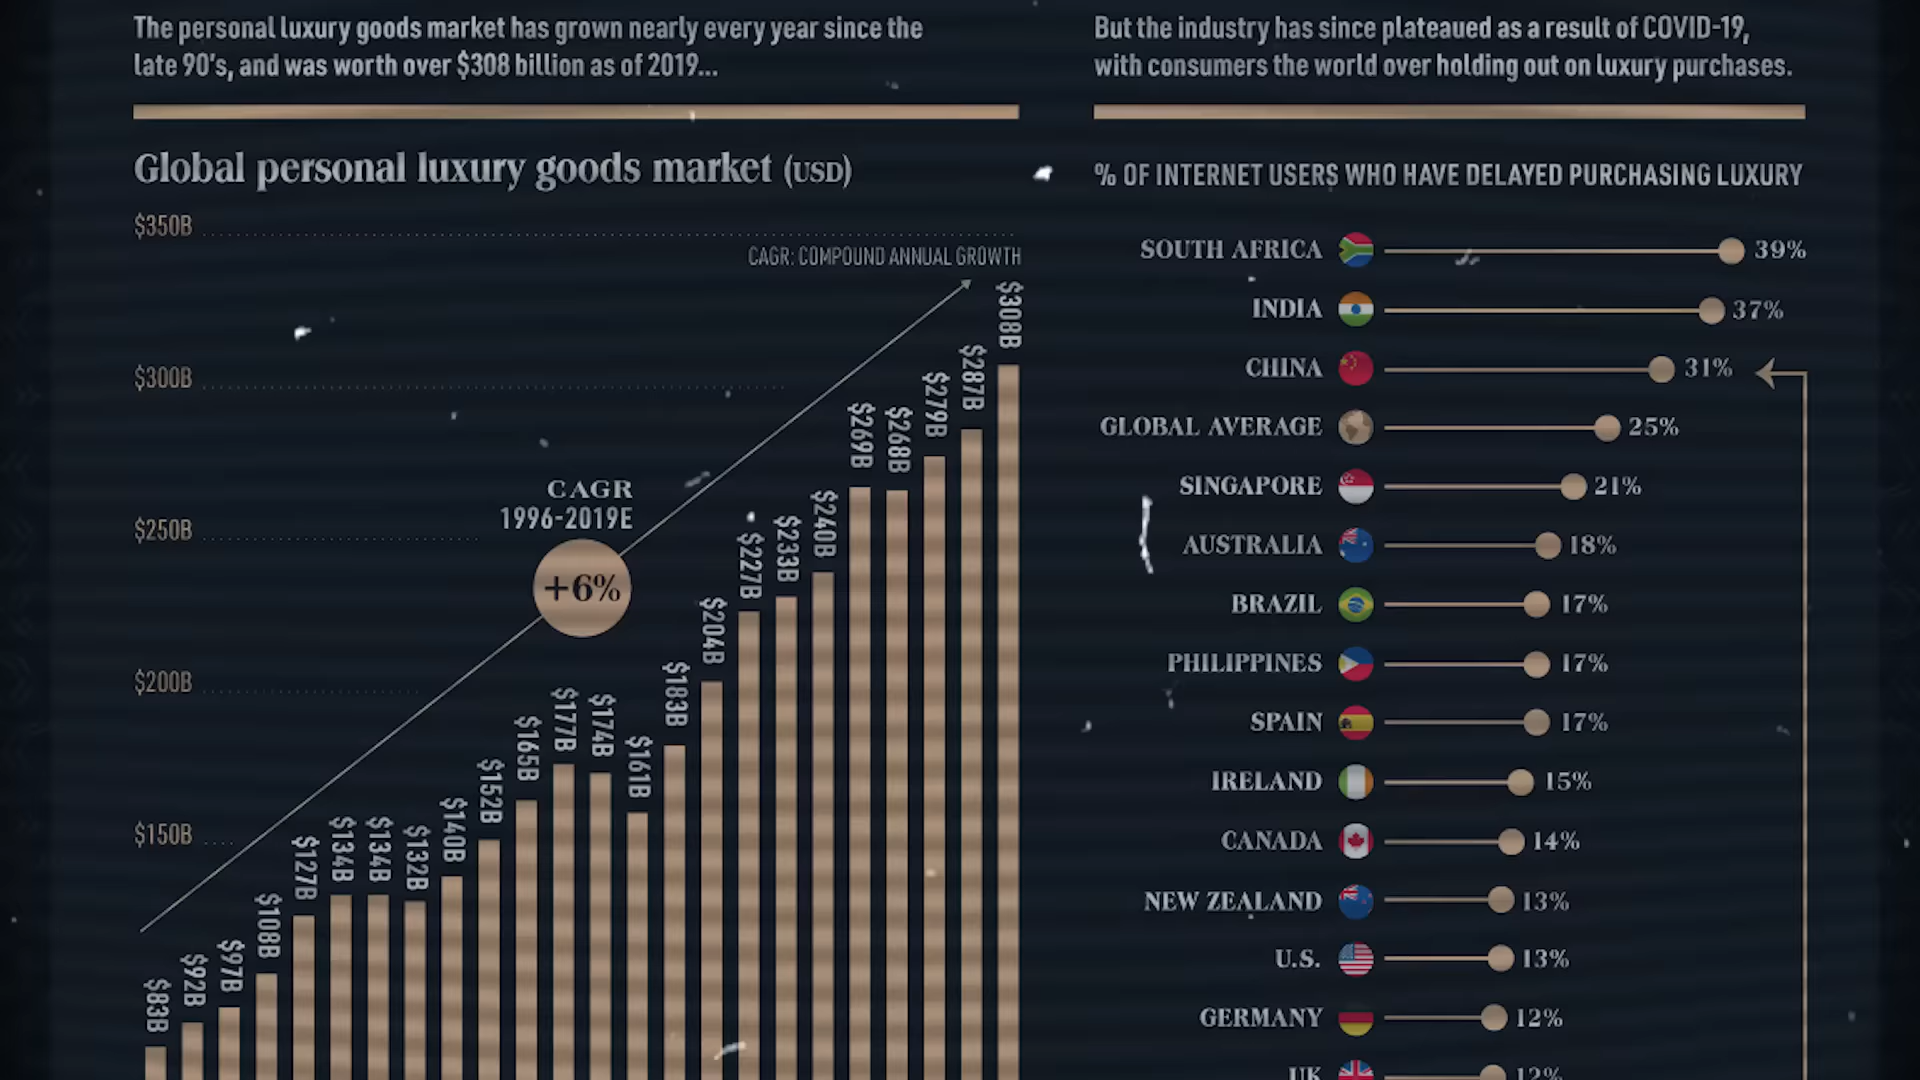 The personal luxury goods market has grown nearly every year since the
late 90's, and was worth over $308 billion as of 2019...
Global personal luxury goods market (USD)
$350B
CAGR: COMPOUND ANNUAL GROWTH
$300B
$250B
$200B
$150B
CAGR
1996-2019E
+6%
$83B
$92B
$97B
$108B
$127B
$134B
$134B
$132B
$140B
$152B
$165B
$177B
$174B
$161B
$183B
$204B
$227B
$233B
$240B
$269B
$268B
$279B
$287B
$308B
But the industry has since plateaued as a result of COVID-19,
with consumers the world over holding out on luxury purchases.
% OF INTERNET USERS WHO HAVE DELAYED PURCHASING LUXURY
SOUTH AFRICA 39%
INDIA 37%
CHINA 31%
GLOBAL AVERAGE 25%
SINGAPORE 21%
AUSTRALIA 18%
BRAZIL 17%
PHILIPPINES 17%
SPAIN 17%
IRELAND 15%
CANADA 14%
NEW ZEALAND 13%
U.S. 13%
GERMANY 12%
UK 12%